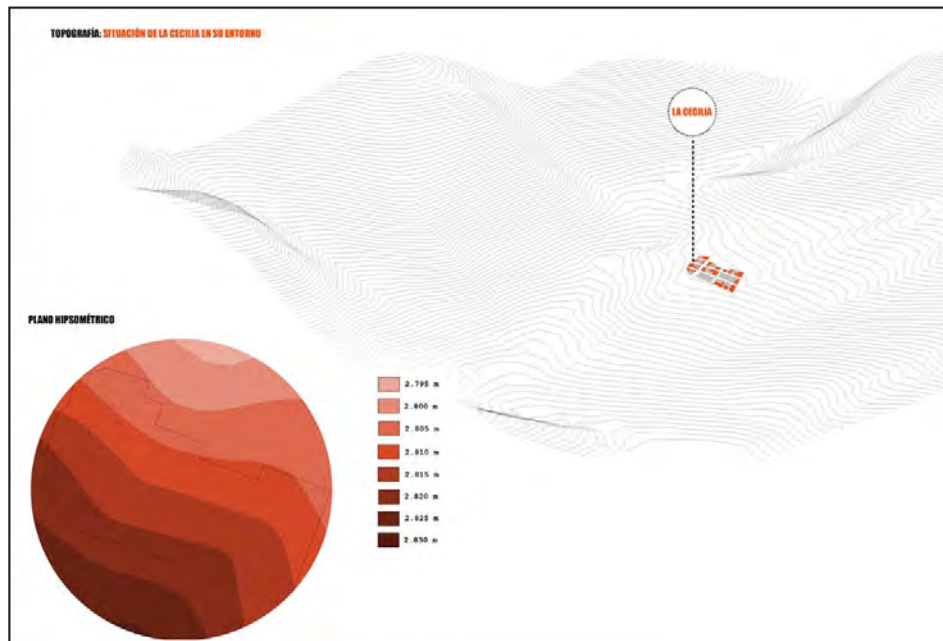 TOPOGRAFÍA: SITUACIÓN DE LA CECILIA EN SU ENTORNO
LA CECILIA
PLANO HIPSOMÉTRICO
2.795 m
2.800 m
2.805 m
2.810 m
2.815 m
2.820 m
2.825 m
2.830 m